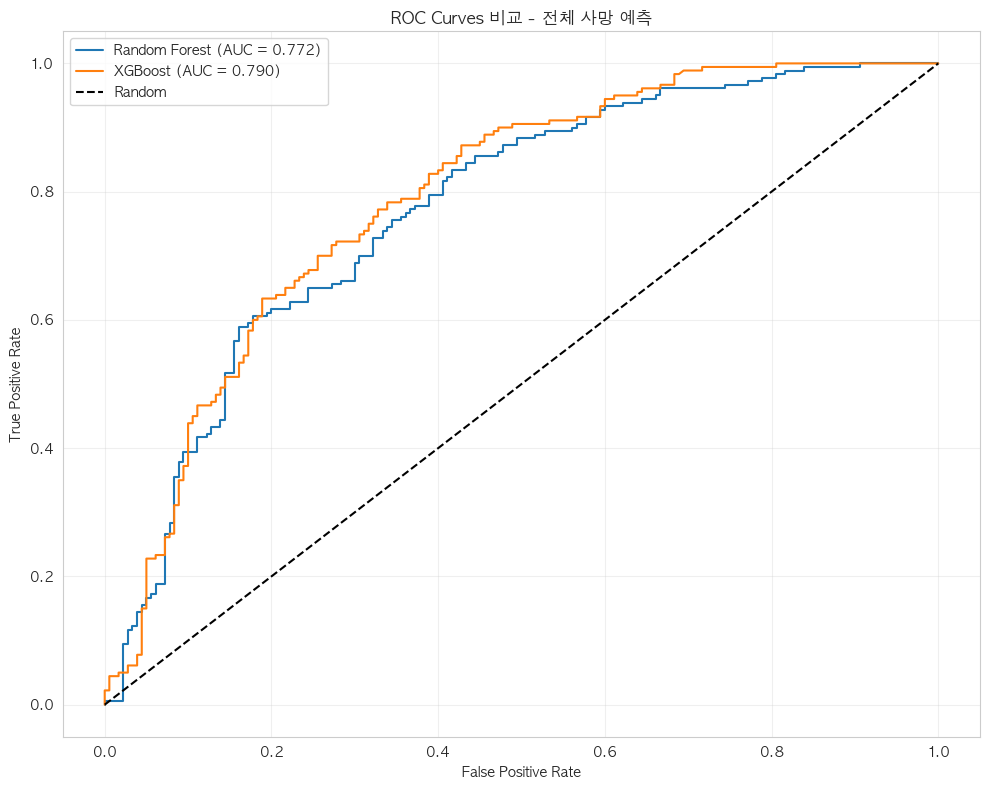 ROC Curves 비교 - 전체 사망 예측
Random Forest (AUC = 0.772)
XGBoost (AUC = 0.790)
Random
True Positive Rate
1.0
0.8
0.6
0.4
0.2
0.0
0.0 0.2 0.4 0.6 0.8 1.0
False Positive Rate